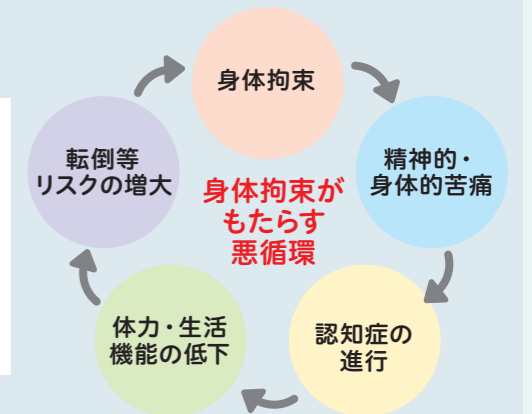 身体拘束
精神的・
身体的苦痛
認知症の
進行
体力・生活
機能の低下
転倒等
リスクの増大
身体拘束が
もたらす
悪循環